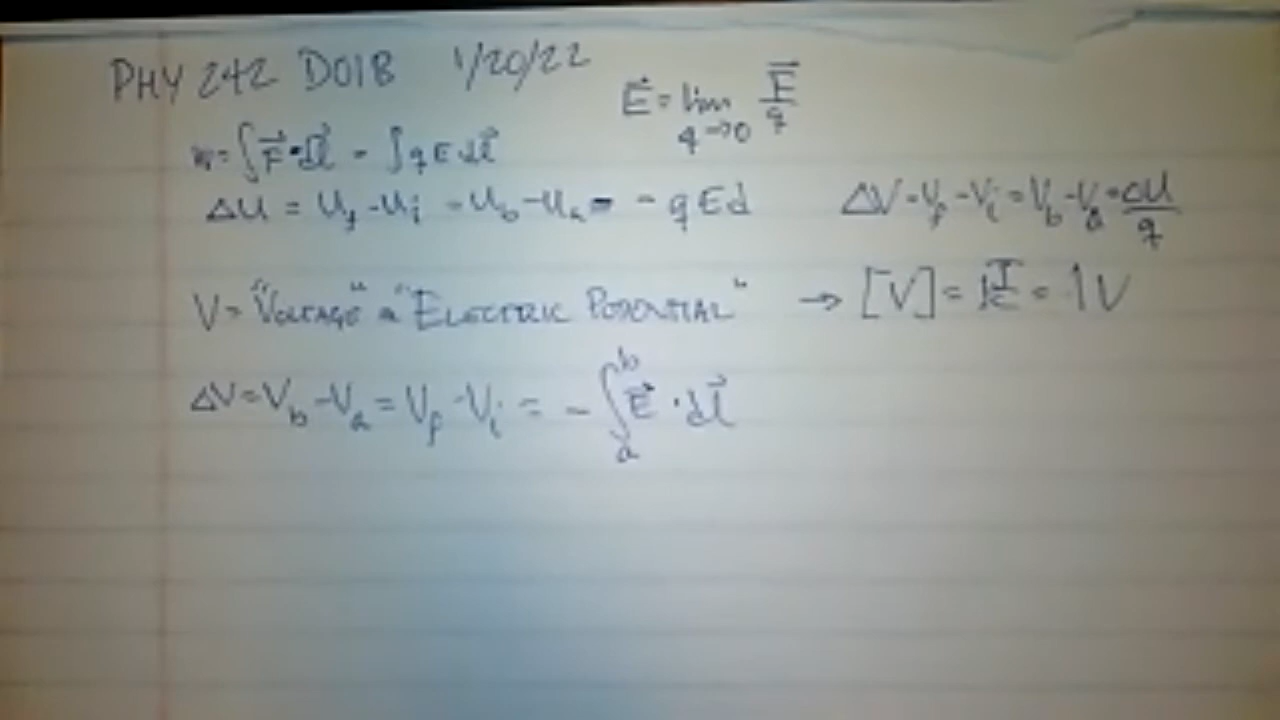 PHY 242 D01B 1/20/22
E⃗ = lim q→0 F⃗/q
W = ∫F⃗•dl⃗ = ∫qE dl⃗
ΔU = U_f - U_i = U_b - U_a = - qEd
ΔV = V_f - V_i = V_b - V_a = ΔU/q
V = "VOLTAGE" "ELECTRIC POTENTIAL" → [V] = 1 J/C = 1V
ΔV = V_b - V_a = V_f - V_i = - ∫_a^b E⃗ · dl⃗